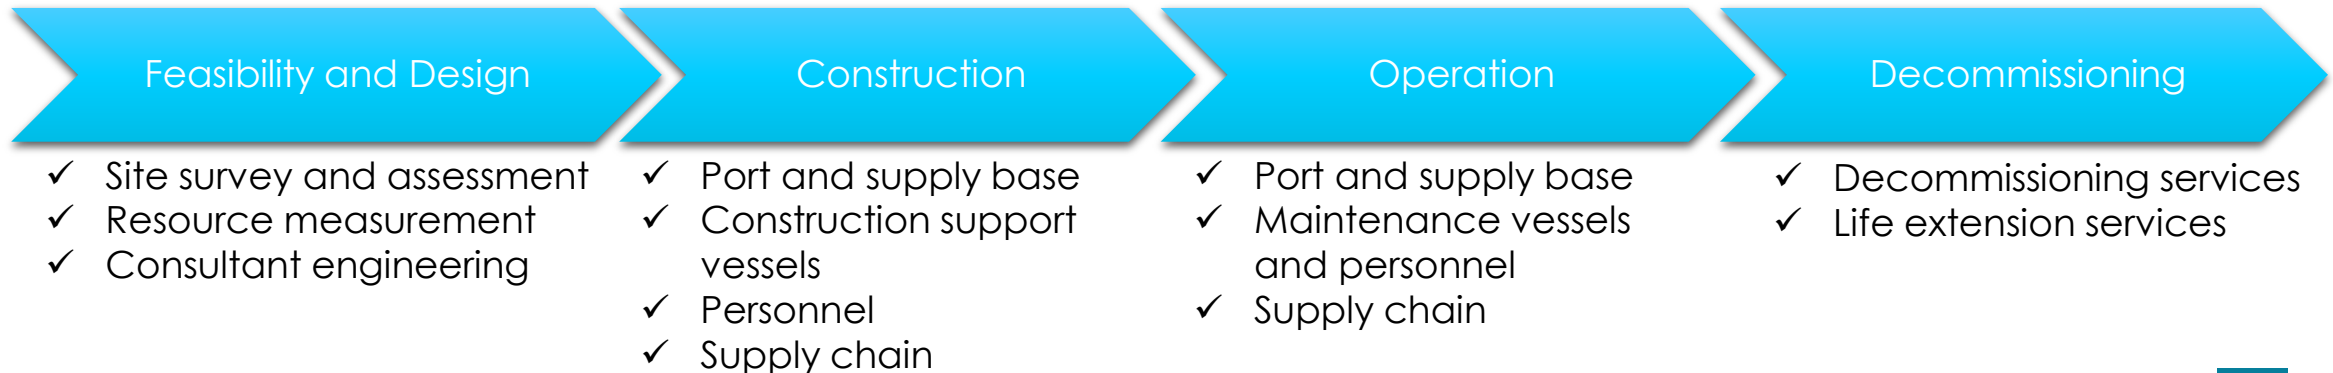 Feasibility and Design
✓ Site survey and assessment
✓ Resource measurement
✓ Consultant engineering
Construction
✓ Port and supply base
✓ Construction support
vessels
✓ Personnel
✓ Supply chain
Operation
✓ Port and supply base
✓ Maintenance vessels
and personnel
✓ Supply chain
Decommissioning
✓ Decommissioning services
✓ Life extension services